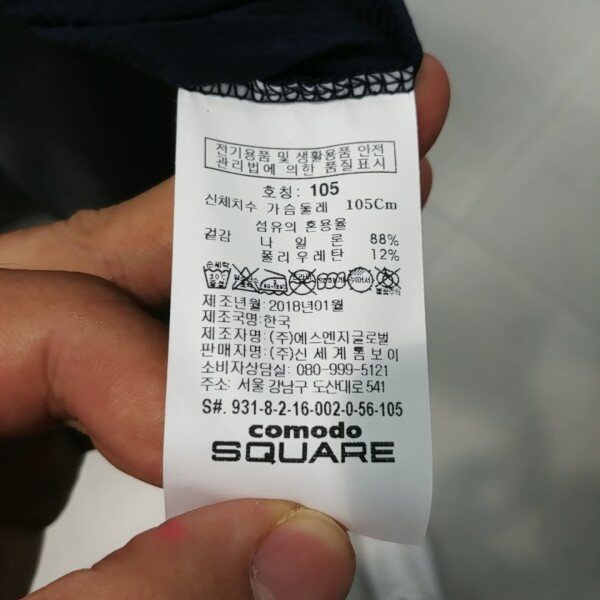 전기용품 및 생활용품 안전
관리법에 의한 품질표시
호칭: 105
신체치수 가슴둘레 105Cm
섬유의 혼용율
겉감 나 일 론 88%
폴리우레탄 12%
손세탁
30℃
제조년월: 2018년01월
제조국명: 한국
제조자명: (주)에스엔지글로벌
판매자명: (주)신세계톰보이
소비자상담실: 080-999-5121
주소: 서울 강남구 도산대로 541
S#. 931-8-2-16-002-0-56-105
comodo
SQUARE